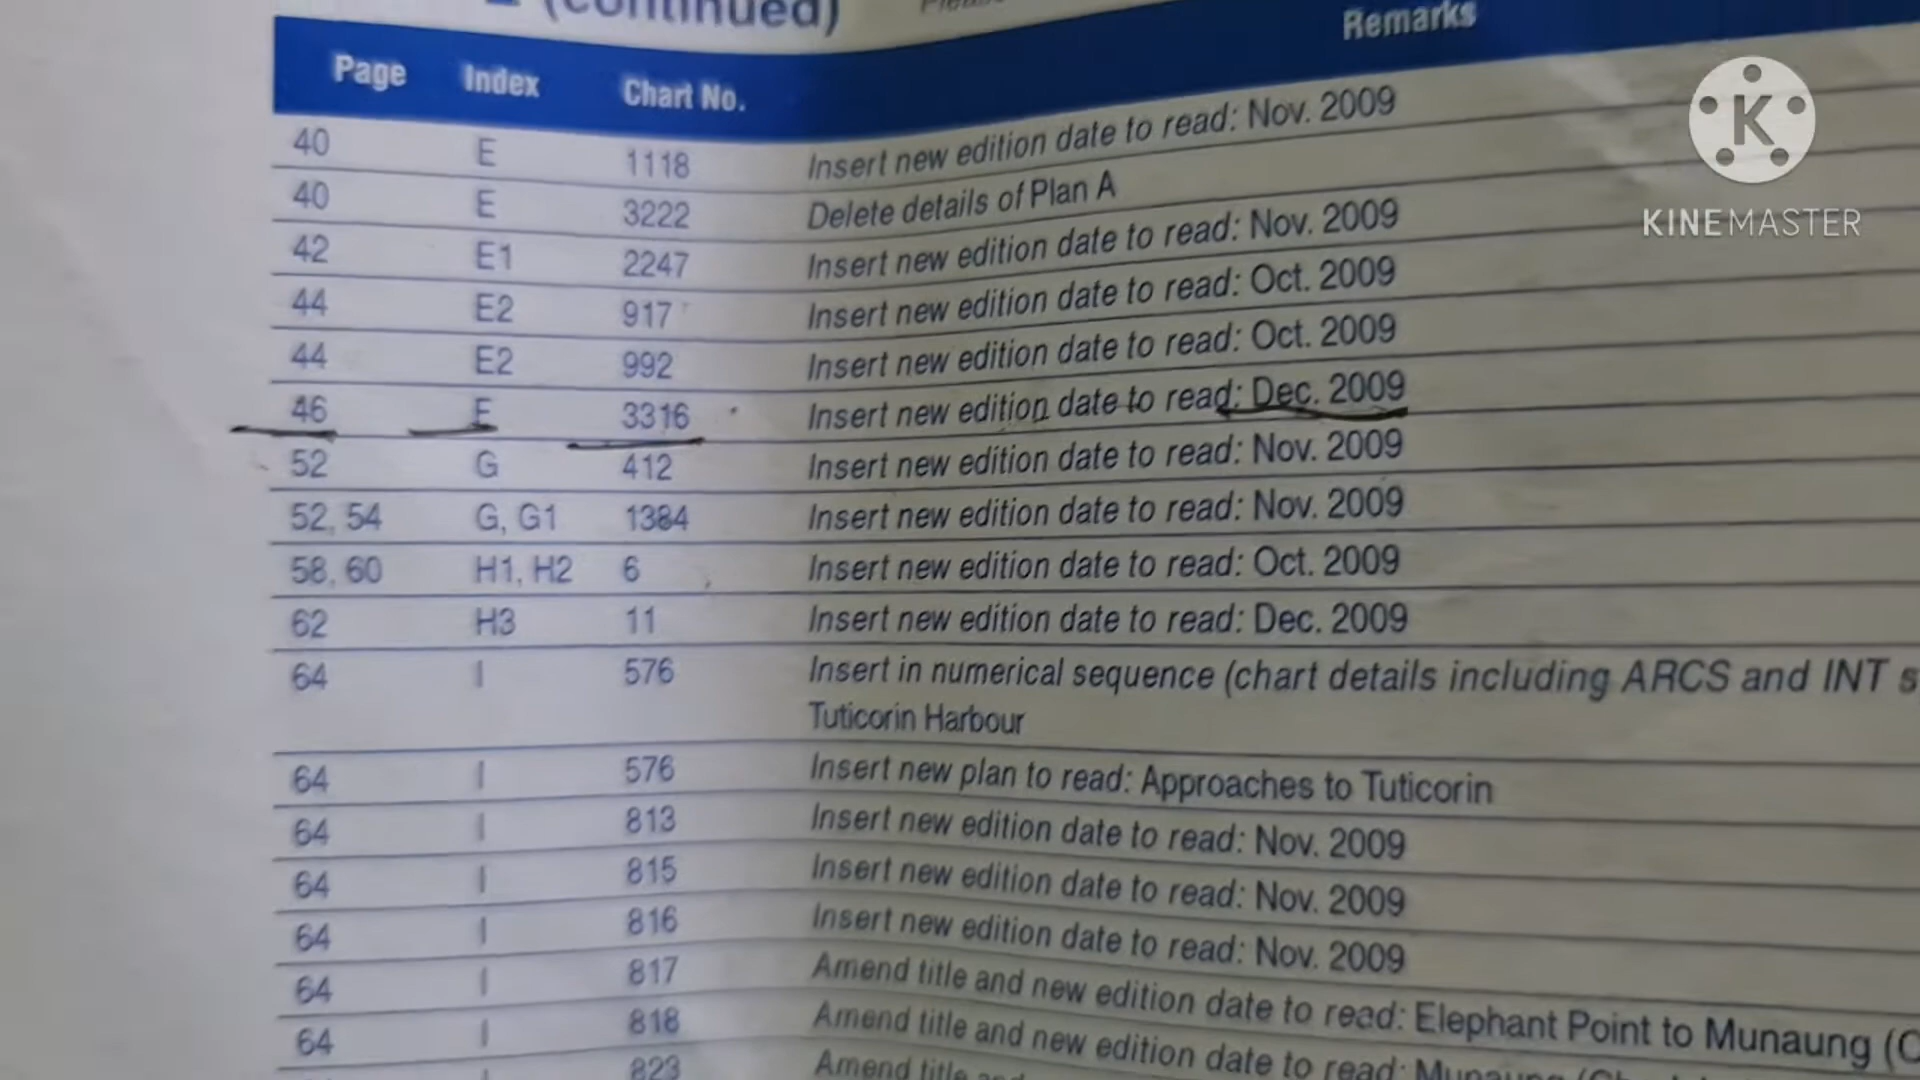 (continued)
Page Index Chart No. Remarks
40 E 1118 Insert new edition date to read: Nov. 2009
40 E 3222 Delete details of Plan A
42 E1 2247 Insert new edition date to read: Nov. 2009
44 E2 917 Insert new edition date to read: Oct. 2009
44 E2 992 Insert new edition date to read: Oct. 2009
46 F 3316 Insert new edition date to read: Dec. 2009
52 G 412 Insert new edition date to read: Nov. 2009
52, 54 G, G1 1384 Insert new edition date to read: Nov. 2009
58, 60 H1, H2 6 Insert new edition date to read: Oct. 2009
62 H3 11 Insert new edition date to read: Dec. 2009
64 I 576 Insert in numerical sequence (chart details including ARCS and INT
Tuticorin Harbour
64 I 576 Insert new plan to read: Approaches to Tuticorin
64 I 813 Insert new edition date to read: Nov. 2009
64 I 815 Insert new edition date to read: Nov. 2009
64 I 816 Insert new edition date to read: Nov. 2009
64 I 817 Amend title and new edition date to read: Elephant Point to Munaung
64 I 818 Amend title and new edition date to read:
823 Amend title
KINEMASTER